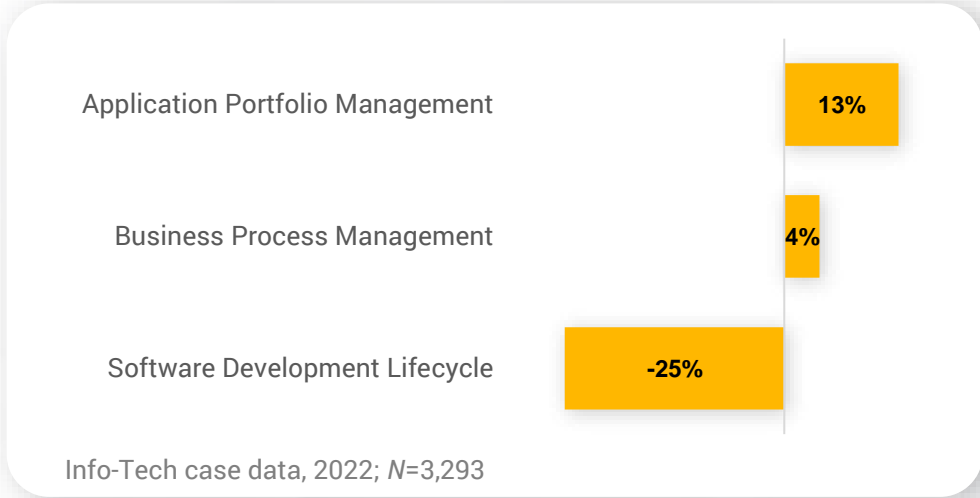 Application Portfolio Management 13%
Business Process Management 4%
Software Development Lifecycle -25%
Info-Tech case data, 2022; N=3,293